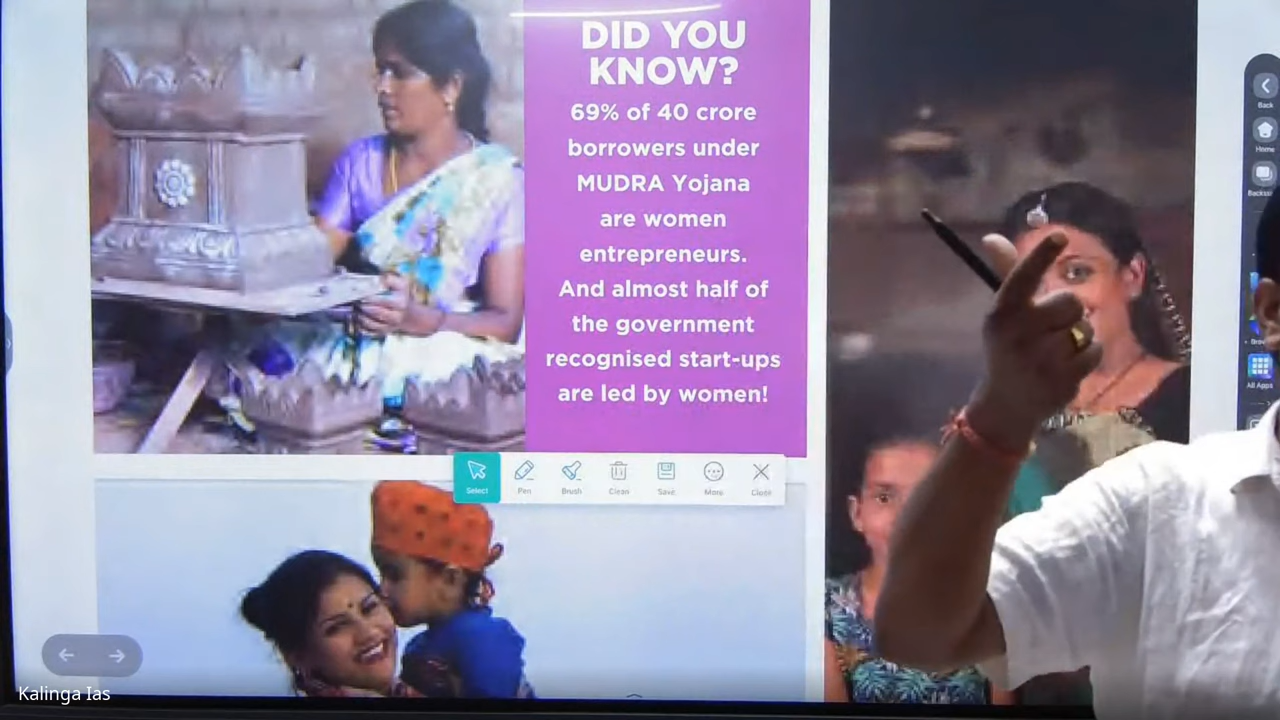 DID YOU
KNOW?
69% of 40 crore
borrowers under
MUDRA Yojana
are women
entrepreneurs.
And almost half of
the government
recognised start-ups
are led by women!
Back
Home
All Apps
Select
Pen
Brush
Clean
Save
More
Close
Kalinga Ias